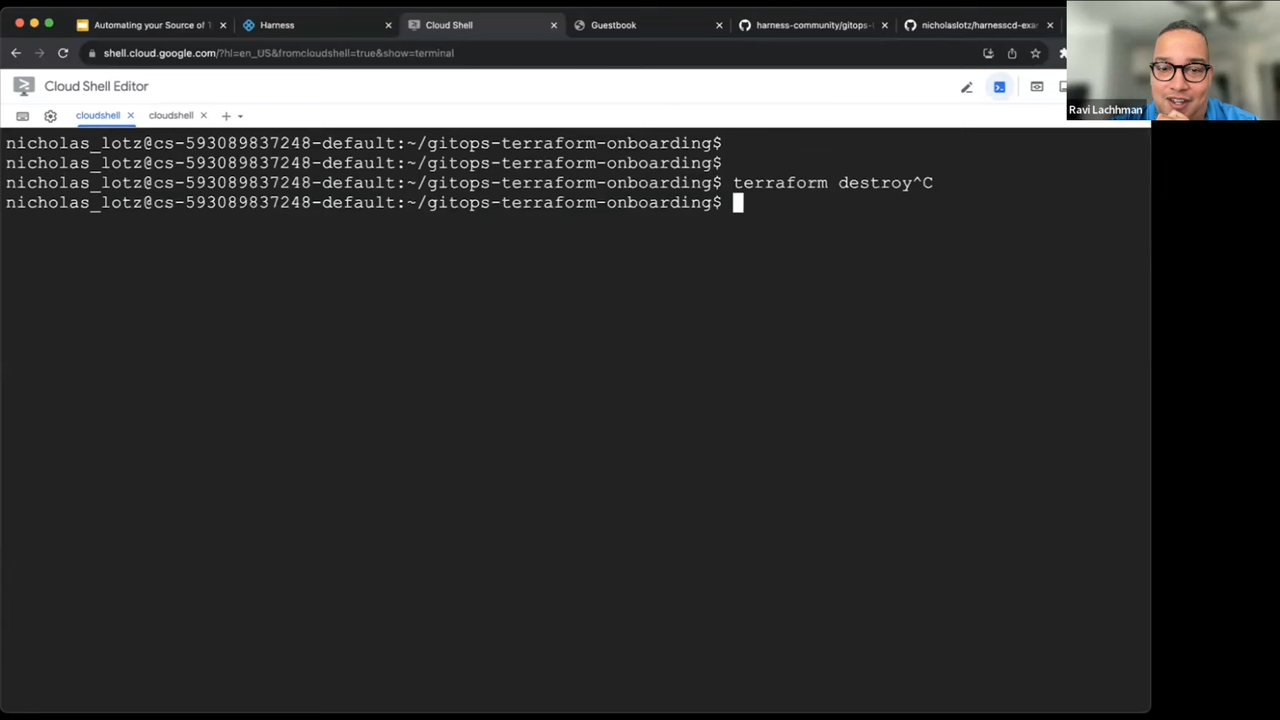 Automating your Source of T
Harness
Cloud Shell
Guestbook
harness-community/gitops-
nicholaslotz/harnesscd-exa
shell.cloud.google.com/?hl=en_US&fromcloudshell=true&show=terminal
Cloud Shell Editor
Ravi Lachhman
cloudshell
cloudshell
nicholas_lotz@cs-593089837248-default:~/gitops-terraform-onboarding$
nicholas_lotz@cs-593089837248-default:~/gitops-terraform-onboarding$
nicholas_lotz@cs-593089837248-default:~/gitops-terraform-onboarding$ terraform destroy^C
nicholas_lotz@cs-593089837248-default:~/gitops-terraform-onboarding$